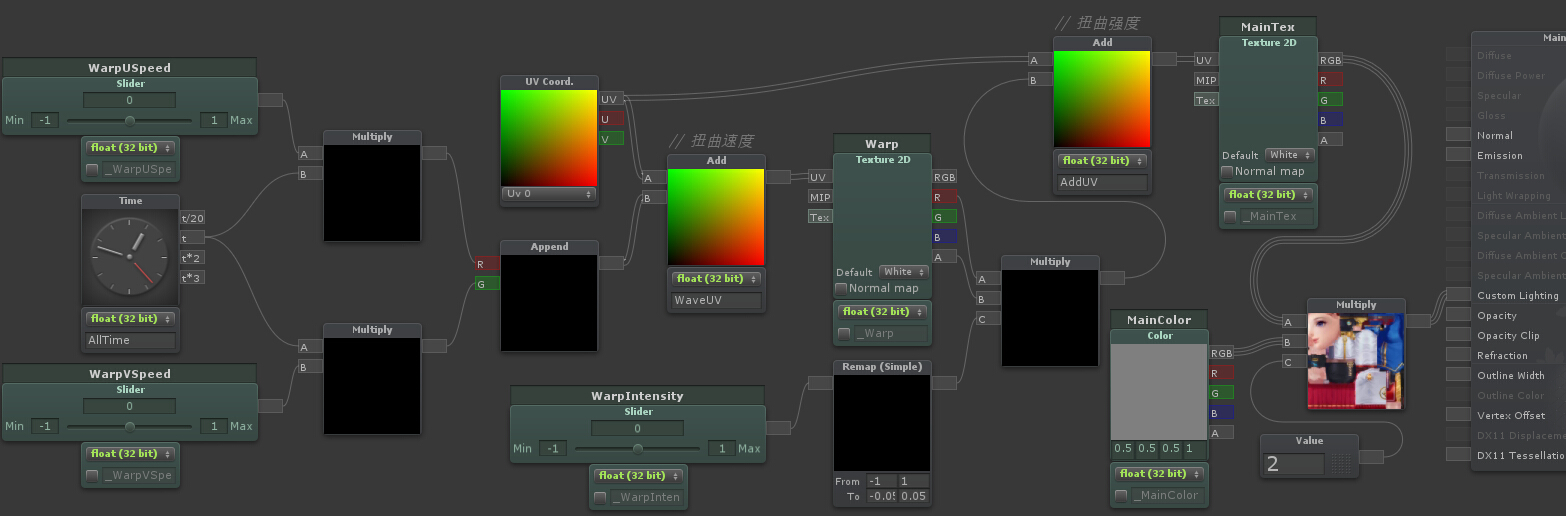 WarpUSpeed
Slider
0
Min -1 1 Max
float (32 bit)
_WarpUSpe
Time
t/20
t
t*2
t*3
float (32 bit)
AllTime
WarpVSpeed
Slider
0
Min -1 1 Max
float (32 bit)
_WarpVSpe
Multiply
A
B
Multiply
A
B
UV Coord.
UV
U
V
Uv 0
Append
R
G
// 扭曲速度
Add
A
B
float (32 bit)
WaveUV
WarpIntensity
Slider
0
Min -1 1 Max
float (32 bit)
_WarpInten
Warp
Texture 2D
UV RGB
MIP R
Tex G
B
A
Default White
Normal map
float (32 bit)
_Warp
Remap (Simple)
From -1 1
To -0.05 0.05
Multiply
A
B
C
// 扭曲强度
Add
A
B
float (32 bit)
AddUV
MainTex
Texture 2D
UV RGB
MIP R
Tex G
B
A
Default White
Normal map
float (32 bit)
_MainTex
MainColor
Color
RGB
R
G
B
A
0.5 0.5 0.5 1
float (32 bit)
_MainColor
Multiply
A
B
C
Value
2
Main
Diffuse
Diffuse Power
Specular
Gloss
Normal
Emission
Transmission
Light Wrapping
Diffuse Ambient L
Specular Ambient
Diffuse Ambient O
Specular Ambient
Custom Lighting
Opacity
Opacity Clip
Refraction
Outline Width
Outline Color
Vertex Offset
DX11 Displaceme
DX11 Tessellatio